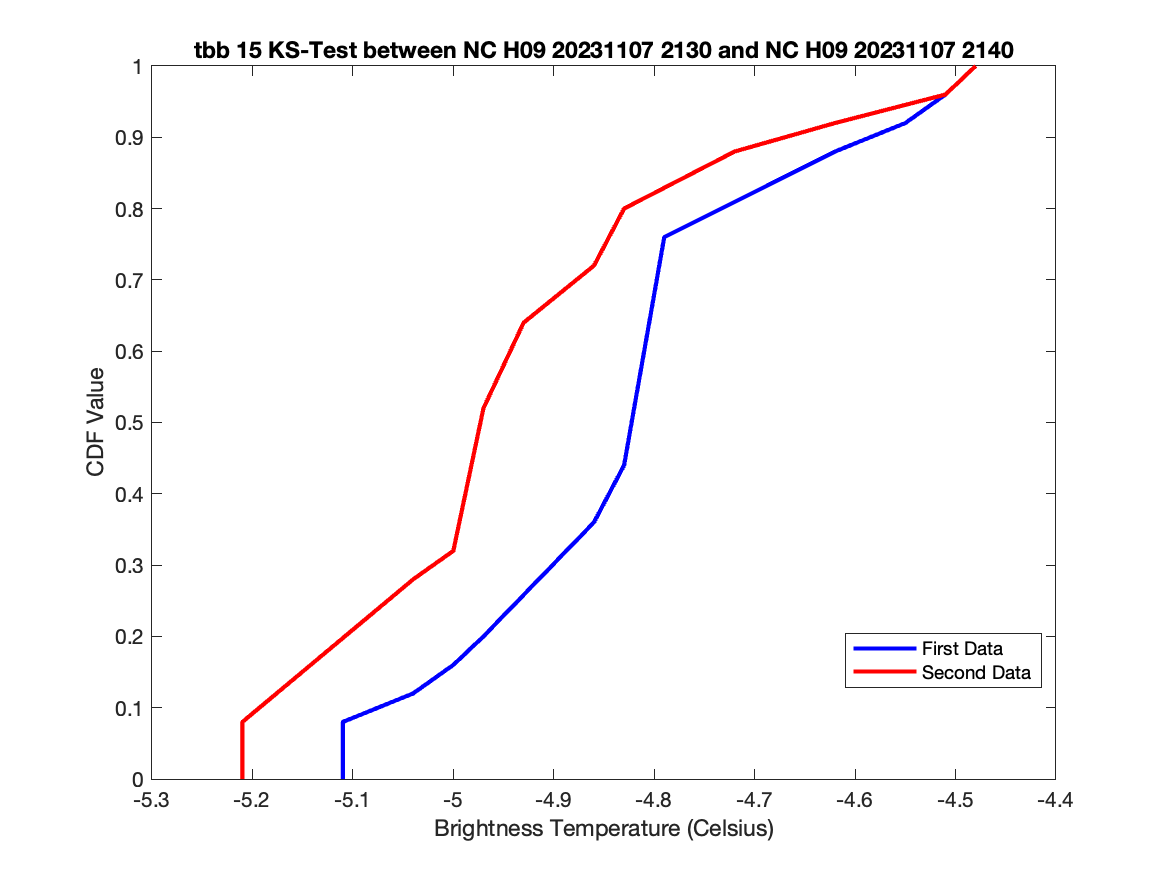 tbb 15 KS-Test between NC H09 20231107 2130 and NC H09 20231107 2140
1
0.9
0.8
0.7
0.6
0.5
0.4
0.3
0.2
0.1
0
CDF Value
First Data
Second Data
-5.3 -5.2 -5.1 -5 -4.9 -4.8 -4.7 -4.6 -4.5 -4.4
Brightness Temperature (Celsius)